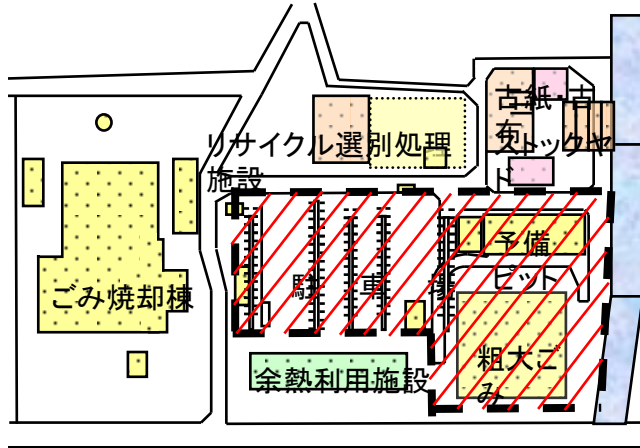 古紙・古
布
ストックヤ
ド
リサイクル選別処理
施設
予備
ピット
駐車場
ごみ焼却棟
粗大ご
み
余熱利用施設